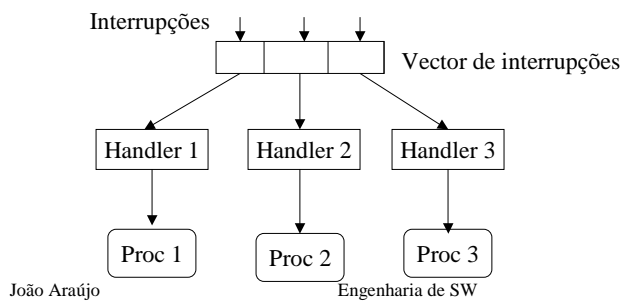 Interrupções
Vector de interrupções
Handler 1 Handler 2 Handler 3
Proc 1 Proc 2 Proc 3
João Araújo Engenharia de SW